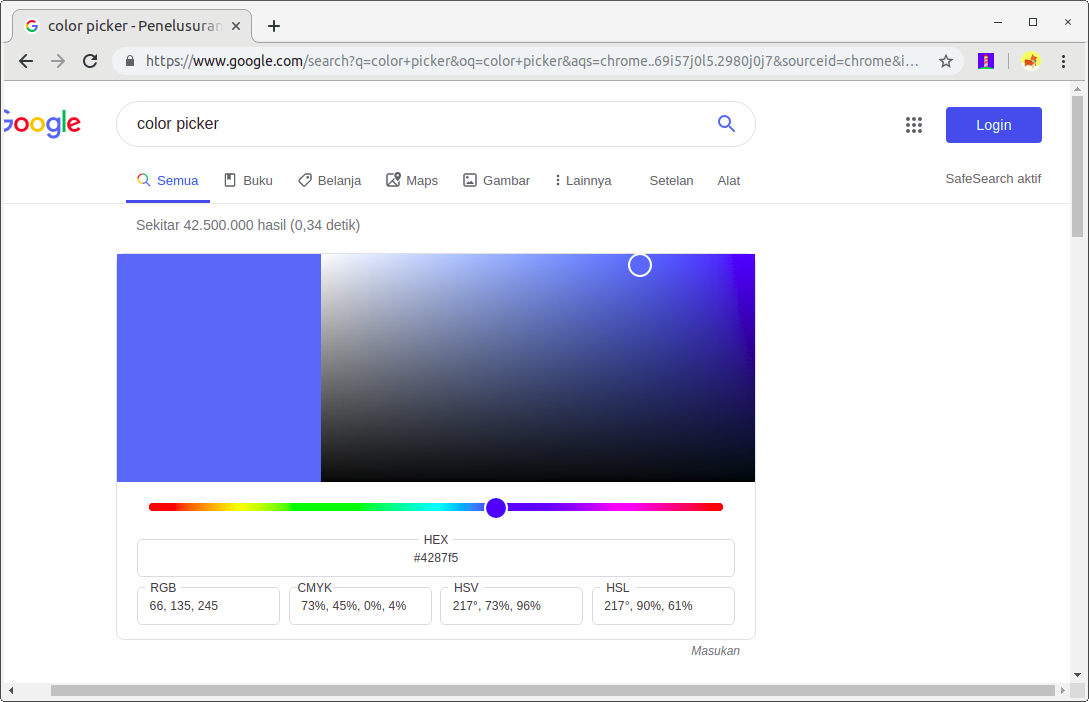 color picker - Penelusuran
https://www.google.com/search?q=color+picker&oq=color+picker&aqs=chrome..69i57j0l5.2980j0j7&sourceid=chrome&i...
Google
color picker
Login
Semua Buku Belanja Maps Gambar Lainnya Setelan Alat SafeSearch aktif
Sekitar 42.500.000 hasil (0,34 detik)
HEX
#4287f5
RGB CMYK HSV HSL
66, 135, 245 73%, 45%, 0%, 4% 217°, 73%, 96% 217°, 90%, 61%
Masukan